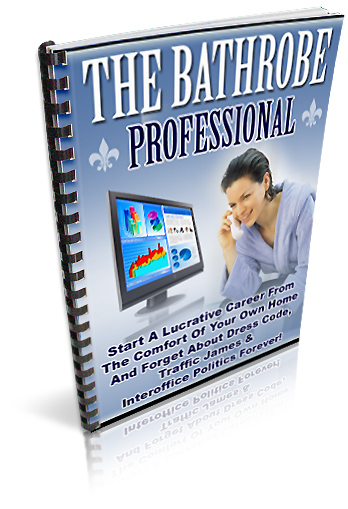 THE BATHROBE
PROFESSIONAL
Start A Lucrative Career From
The Comfort Of Your Own Home
And Forget About Dress Code,
Traffic James &
Interoffice Politics Forever!